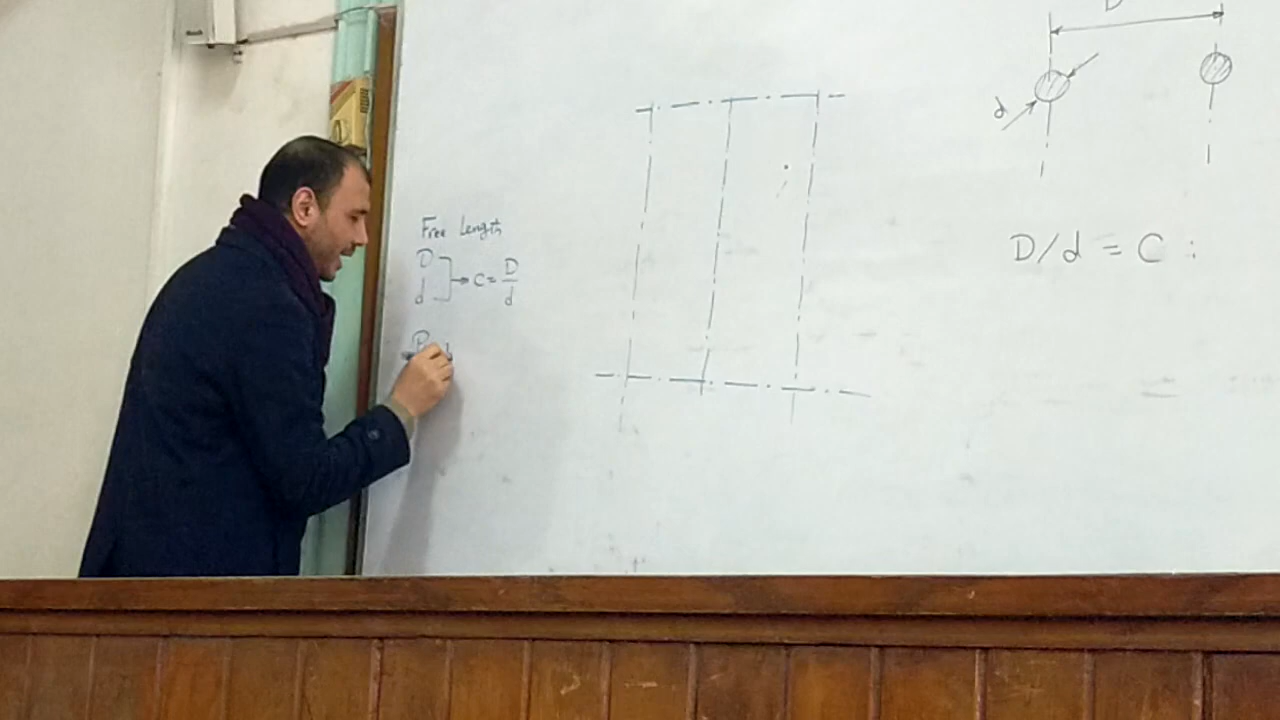 Free Length
D
d
C = D/d
D
d
D/d = C :